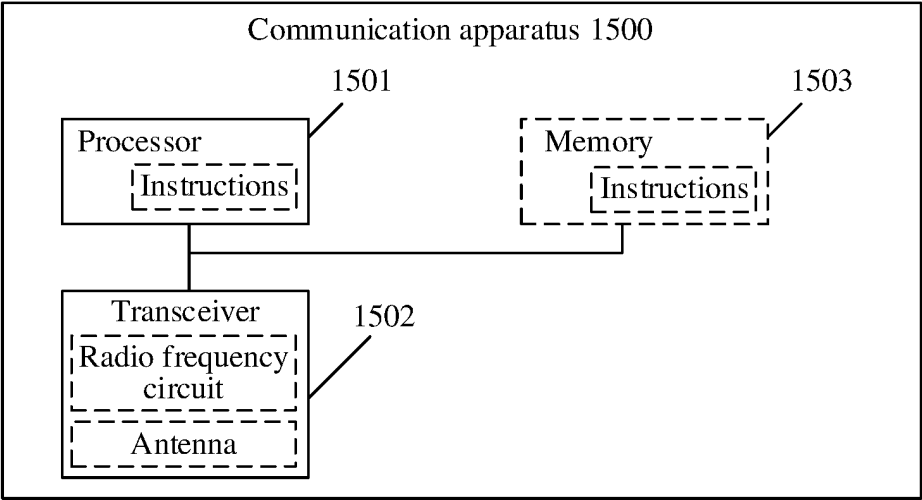 Communication apparatus 1500
1501
1503
Processor
Memory
Instructions
Instructions
Transceiver
1502
Radio frequency
circuit
Antenna